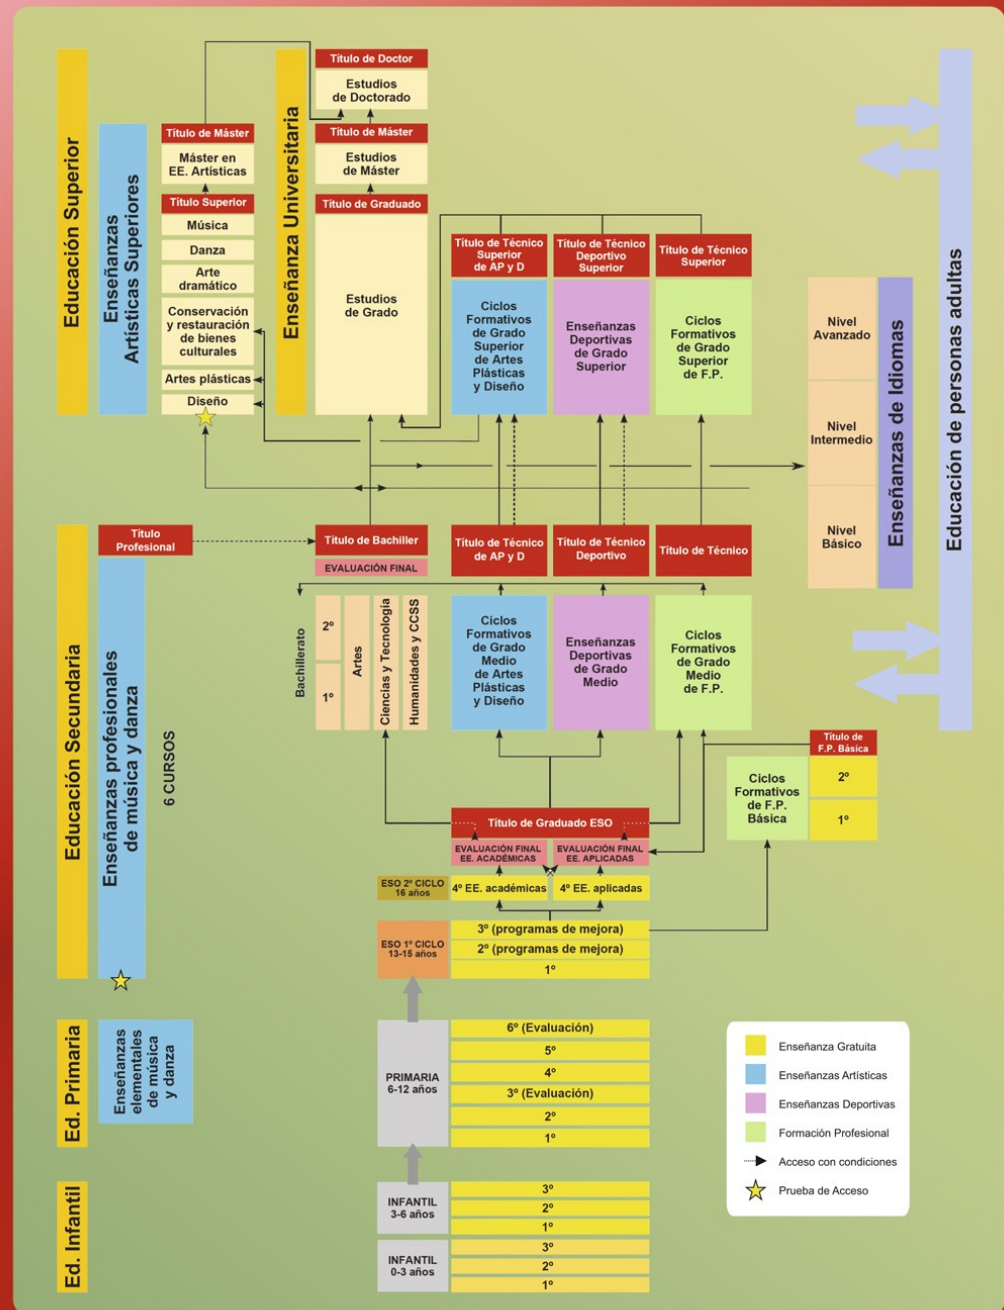 Educación Superior
Enseñanzas
Artísticas Superiores
Título de Máster
Máster en
EE. Artísticas
Título Superior
Música
Danza
Arte
dramático
Conservación
y restauración
de bienes
culturales
Artes plásticas
Diseño
Enseñanza Universitaria
Título de Doctor
Estudios
de Doctorado
Título de Máster
Estudios
de Máster
Título de Graduado
Estudios
de Grado
Título de Técnico
Superior
de AP y D
Ciclos
Formativos
de Grado
Superior
de Artes
Plásticas
y Diseño
Título de Técnico
Deportivo
Superior
Enseñanzas
Deportivas
de Grado
Superior
Título de Técnico
Superior
Ciclos
Formativos
de Grado
Superior
de F.P.
Nivel
Avanzado
Nivel
Intermedio
Nivel
Básico
Enseñanzas de Idiomas
Educación de personas adultas
Educación Secundaria
Título
Profesional
Enseñanzas profesionales
de música y danza
6 CURSOS
Título de Bachiller
EVALUACIÓN FINAL
Bachillerato
2º
1º
Artes
Ciencias y Tecnología
Humanidades y CCSS
Título de Técnico
de AP y D
Ciclos
Formativos
de Grado
Medio
de Artes
Plásticas
y Diseño
Título de Técnico
Deportivo
Enseñanzas
Deportivas
de Grado
Medio
Título de Técnico
Ciclos
Formativos
de Grado
Medio
de F.P.
Título de
F.P. Básica
Ciclos
Formativos
de F.P.
Básica
2º
1º
Título de Graduado ESO
EVALUACIÓN FINAL
EE. ACADÉMICAS
EVALUACIÓN FINAL
EE. APLICADAS
ESO 2º CICLO
16 años
4º EE. académicas
4º EE. aplicadas
ESO 1º CICLO
13-15 años
3º (programas de mejora)
2º (programas de mejora)
1º
Ed. Primaria
Enseñanzas
elementales
de música
y danza
PRIMARIA
6-12 años
6º (Evaluación)
5º
4º
3º (Evaluación)
2º
1º
Ed. Infantil
INFANTIL
3-6 años
3º
2º
1º
INFANTIL
0-3 años
3º
2º
1º
Enseñanza Gratuita
Enseñanzas Artísticas
Enseñanzas Deportivas
Formación Profesional
Acceso con condiciones
Prueba de Acceso